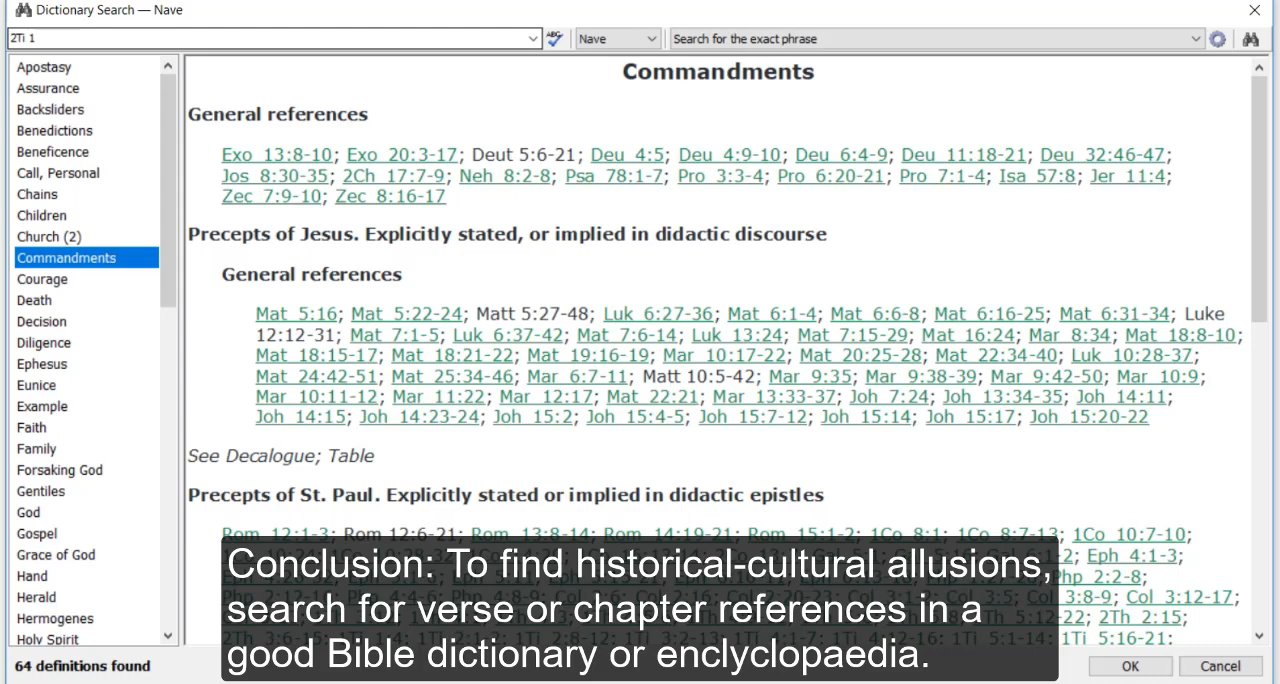 Dictionary Search — Nave
2Ti 1
Nave
Search for the exact phrase
Apostasy
Assurance
Backsliders
Benedictions
Beneficence
Call, Personal
Chains
Children
Church (2)
Commandments
Courage
Death
Decision
Diligence
Ephesus
Eunice
Example
Faith
Family
Forsaking God
Gentiles
God
Gospel
Grace of God
Hand
Herald
Hermogenes
Holy Spirit
64 definitions found
Commandments
General references
Exo 13:8-10; Exo 20:3-17; Deut 5:6-21; Deu 4:5; Deu 4:9-10; Deu 6:4-9; Deu 11:18-21; Deu 32:46-47;
Jos 8:30-35; 2Ch 17:7-9; Neh 8:2-8; Psa 78:1-7; Pro 3:3-4; Pro 6:20-21; Pro 7:1-4; Isa 57:8; Jer 11:4;
Zec 7:9-10; Zec 8:16-17
Precepts of Jesus. Explicitly stated, or implied in didactic discourse
General references
Mat 5:16; Mat 5:22-24; Matt 5:27-48; Luk 6:27-36; Mat 6:1-4; Mat 6:6-8; Mat 6:16-25; Mat 6:31-34; Luke
12:12-31; Mat 7:1-5; Luk 6:37-42; Mat 7:6-14; Luk 13:24; Mat 7:15-29; Mat 16:24; Mar 8:34; Mat 18:8-10;
Mat 18:15-17; Mat 18:21-22; Mat 19:16-19; Mar 10:17-22; Mat 20:25-28; Mat 22:34-40; Luk 10:28-37;
Mat 24:42-51; Mat 25:34-46; Mar 6:7-11; Matt 10:5-42; Mar 9:35; Mar 9:38-39; Mar 9:42-50; Mar 10:9;
Mar 10:11-12; Mar 11:22; Mar 12:17; Mat 22:21; Mar 13:33-37; Joh 7:24; Joh 13:34-35; Joh 14:11;
Joh 14:15; Joh 14:23-24; Joh 15:2; Joh 15:4-5; Joh 15:7-12; Joh 15:14; Joh 15:17; Joh 15:20-22
See Decalogue; Table
Precepts of St. Paul. Explicitly stated or implied in didactic epistles
Rom 12:1-3; Rom 12:6-21; Rom 13:8-14; Rom 14:19-21; Rom 15:1-2; 1Co 8:1; 1Co 8:7-13; 1Co 10:7-10;
Eph 4:1-3;
Php 2:2-8;
3:8-9; Col 3:12-17;
5:12-22; 2Th 2:15;
1Ti 5:16-21;
Conclusion: To find historical-cultural allusions,
search for verse or chapter references in a
good Bible dictionary or enclyclopaedia.
OK
Cancel